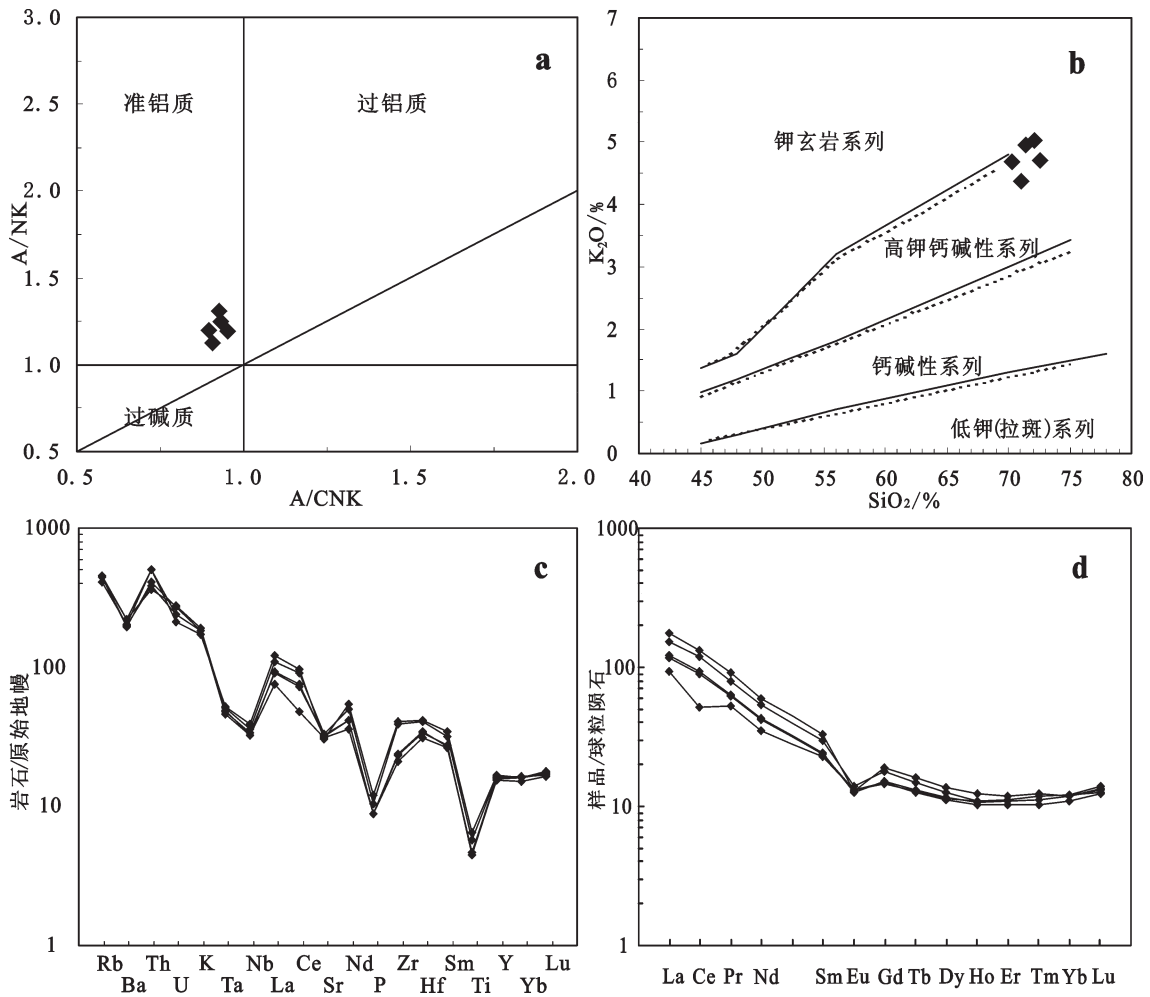 3.0
2.5
2.0
1.5
1.0
0.5
A/NK
准铝质
过铝质
过碱质
a
0.5
1.0
1.5
2.0
A/CNK
7
6
5
4
3
2
1
0
K₂O/%
钾玄岩系列
高钾钙碱性系列
钙碱性系列
低钾(拉斑)系列
b
40 45 50 55 60 65 70 75 80
SiO₂/%
1000
100
10
1
岩石/原始地幔
c
Rb Th K Nb Ce Nd Zr Sm Y Lu
Ba U Ta La Sr P Hf Ti Yb
1000
100
10
1
样品/球粒陨石
d
La Ce Pr Nd Sm Eu Gd Tb Dy Ho Er Tm Yb Lu